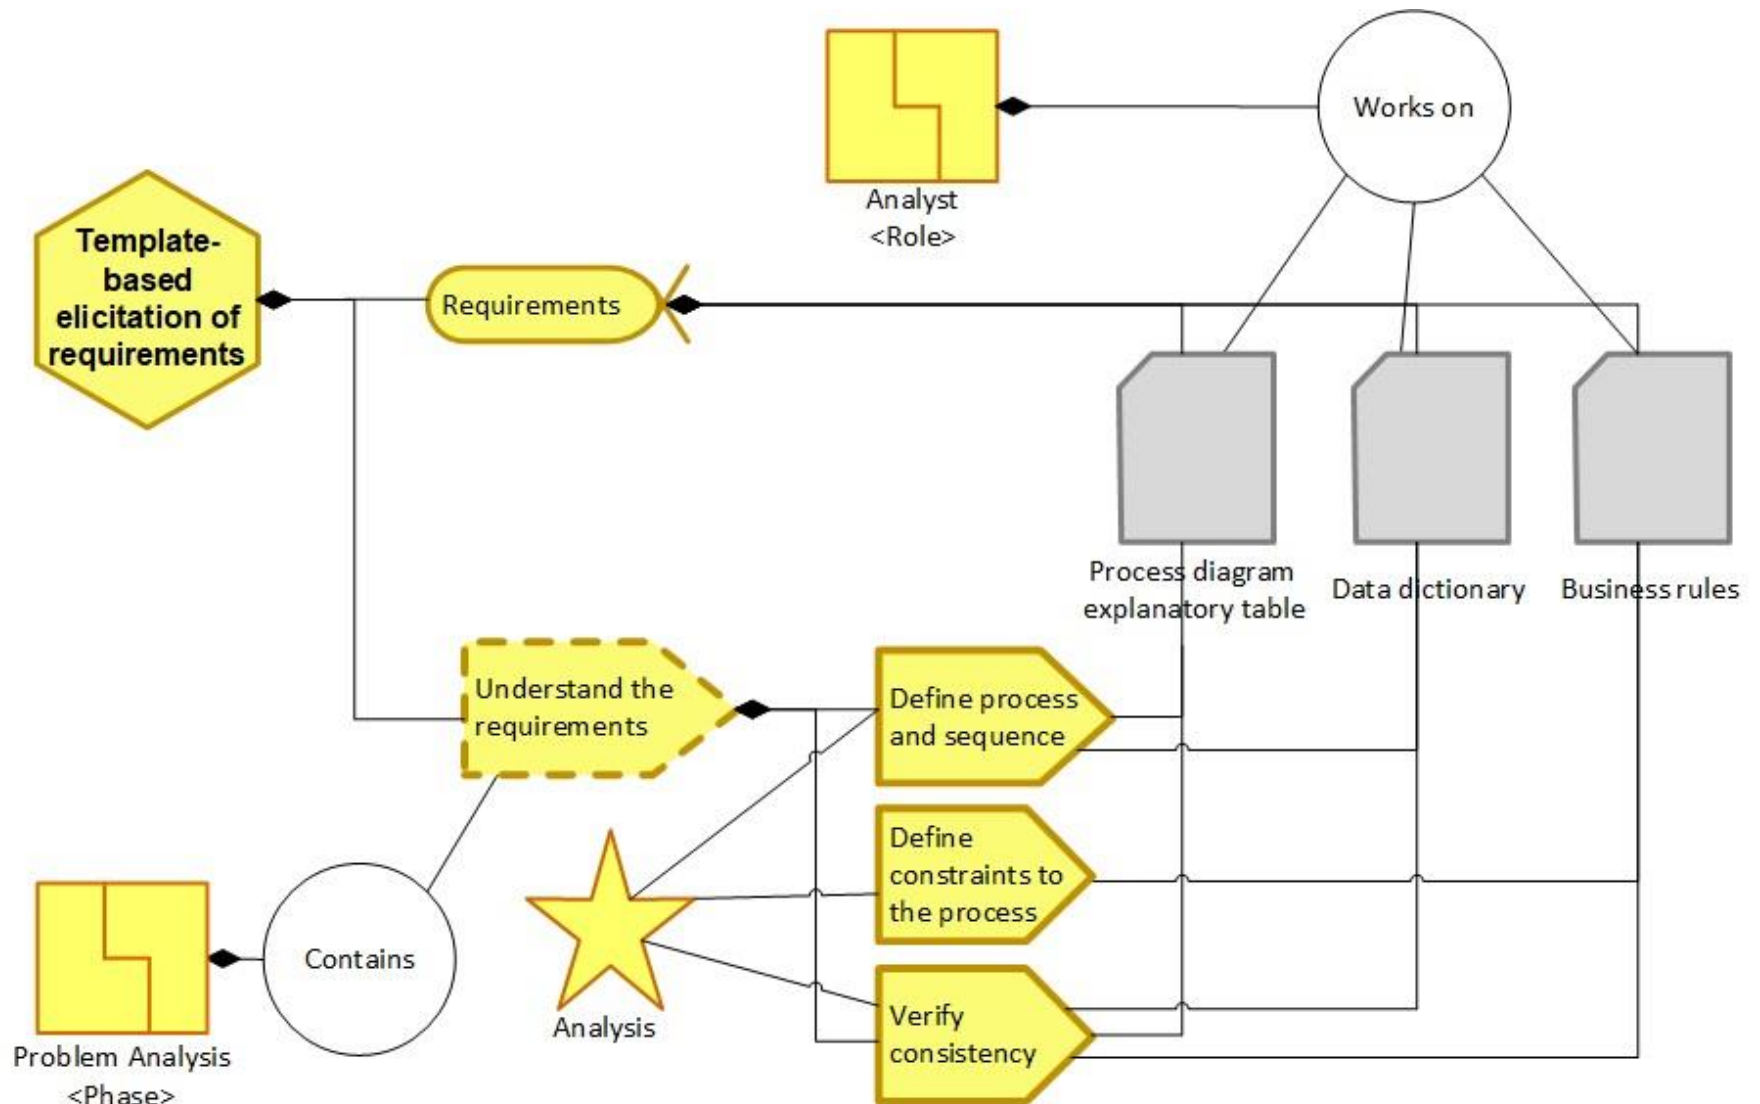 Works on
Analyst
<Role>
Template-
based
elicitation of
requirements
Requirements
Process diagram
explanatory table
Data dictionary
Business rules
Understand the
requirements
Define process
and sequence
Define
constraints to
the process
Contains
Analysis
Verify
consistency
Problem Analysis
<Phase>